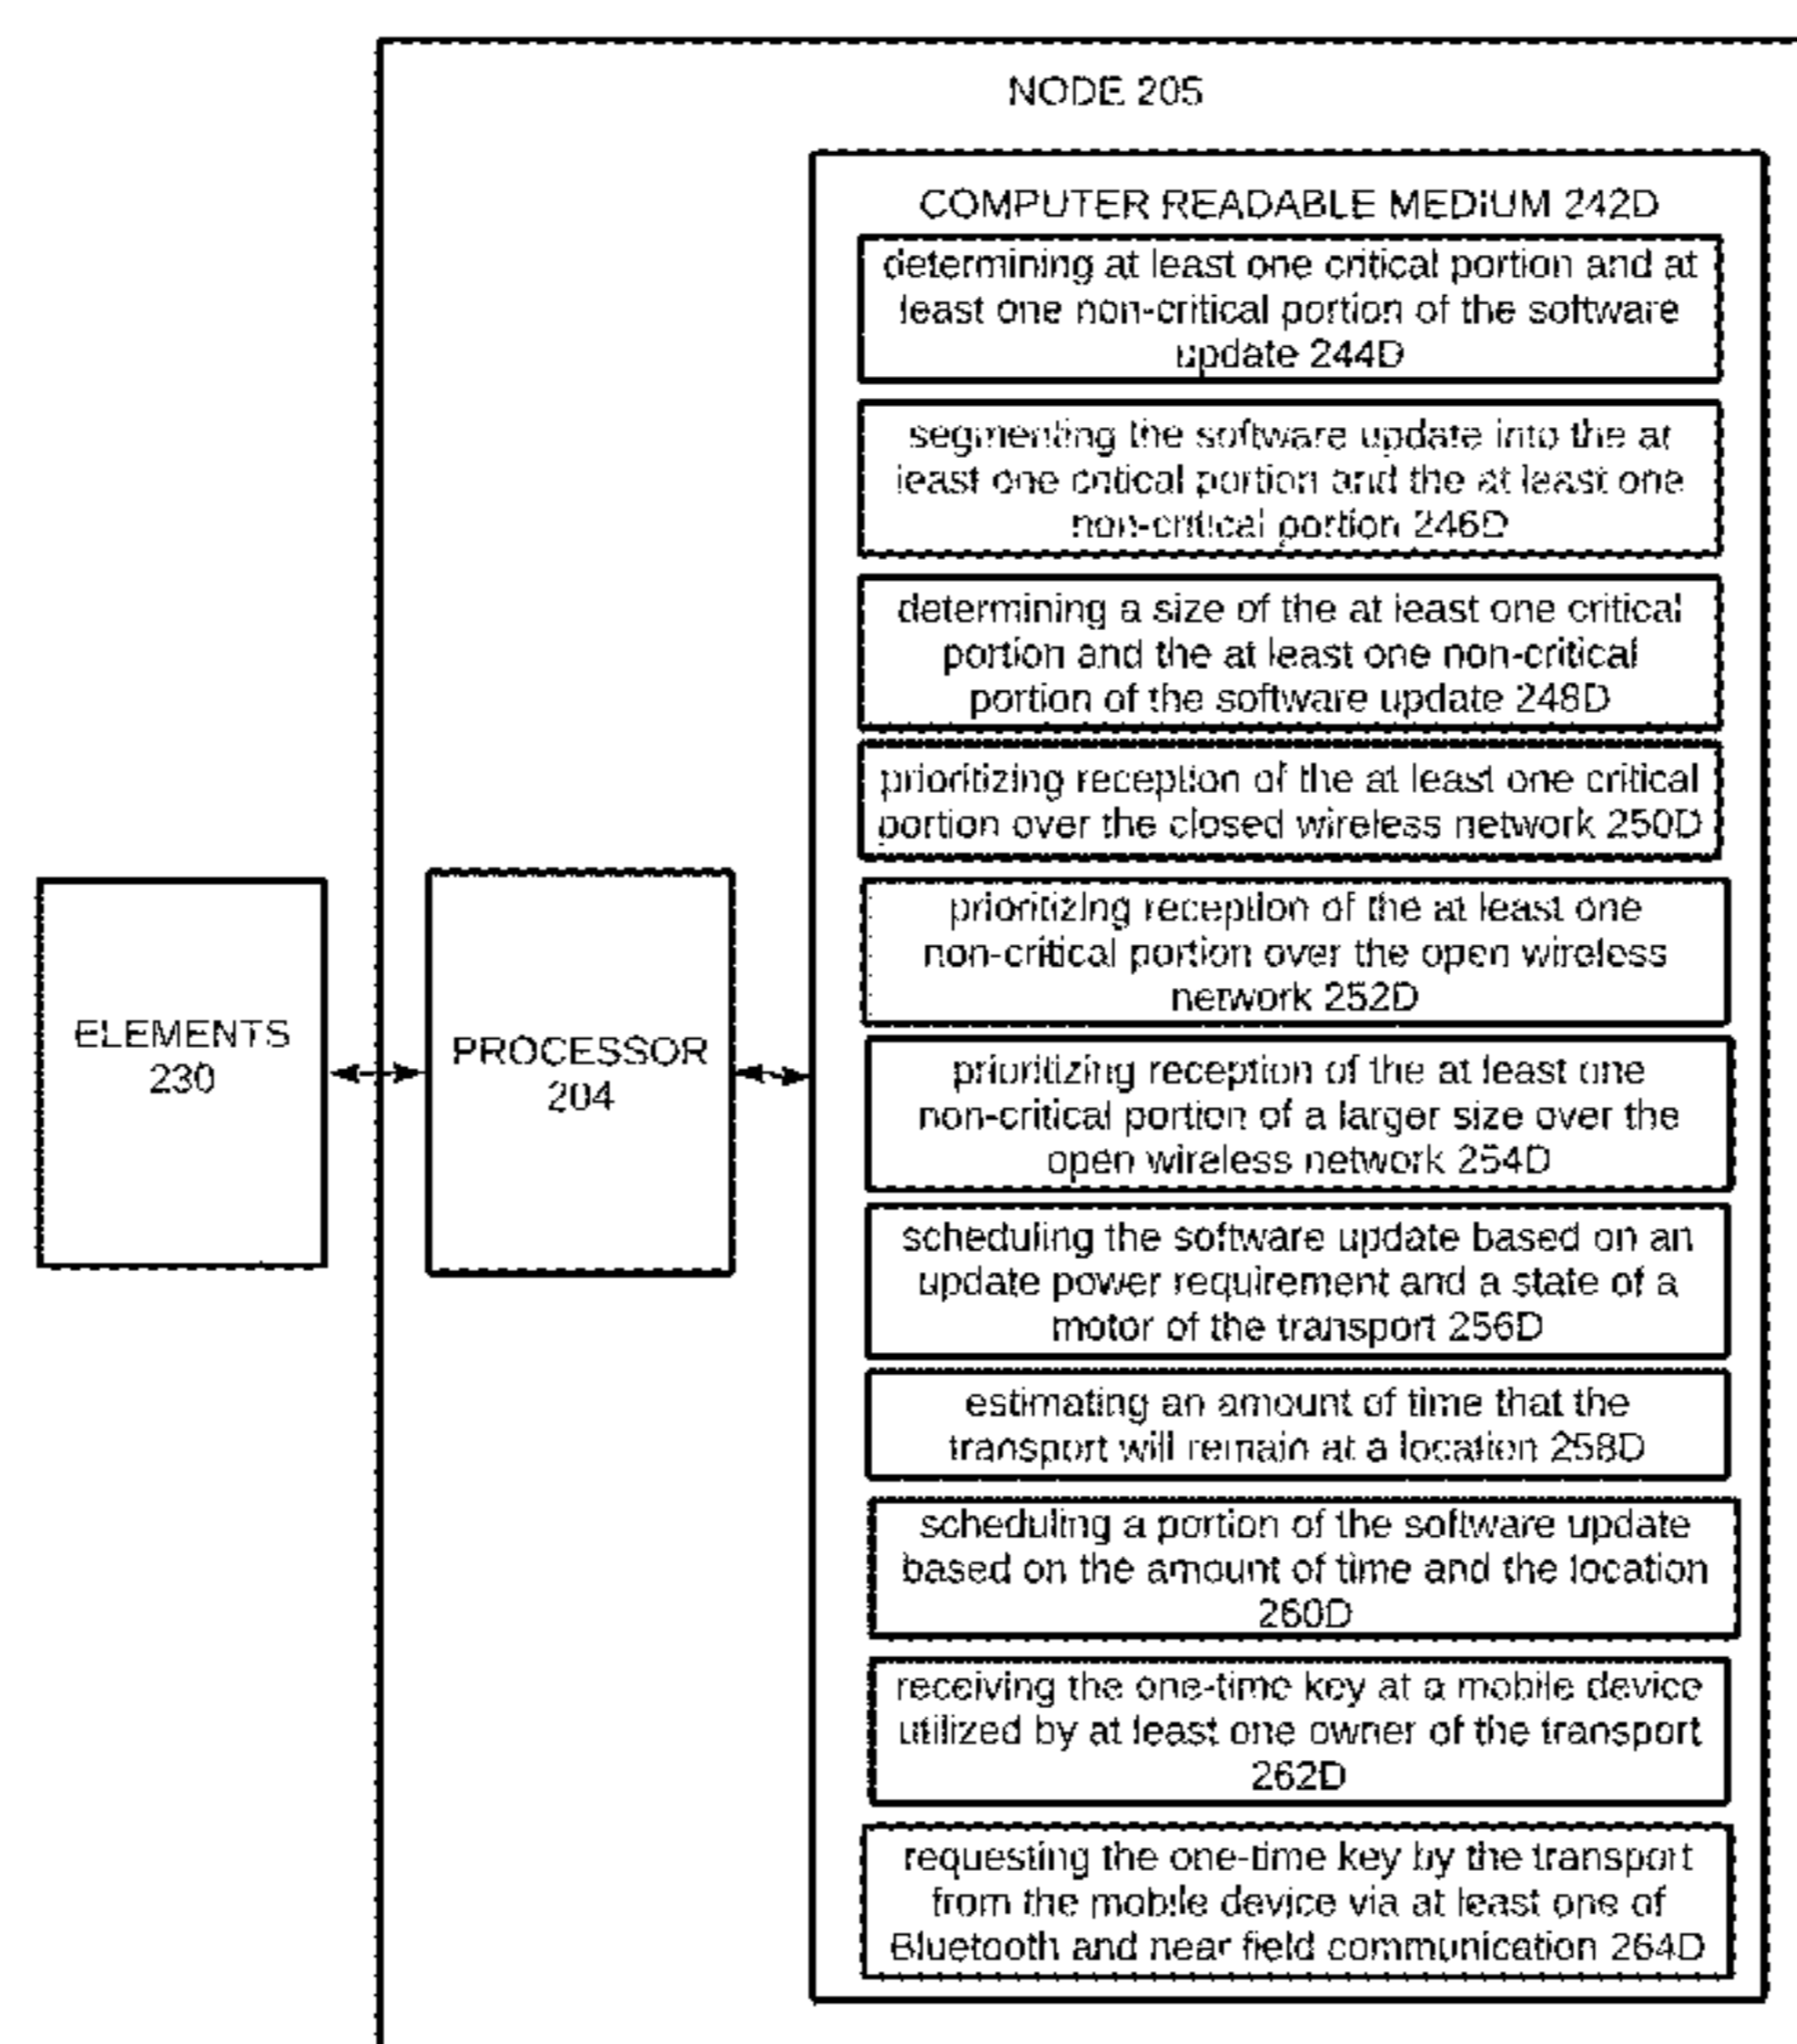 NODE 205
COMPUTER READABLE MEDIUM 242D
determining at least one critical portion and at
least one non-critical portion of the software
update 244D
segmenting the software update into the at
least one critical portion and the at least one
non-critical portion 246D
determining a size of the at least one critical
portion and the at least one non-critical
portion of the software update 248D
prioritizing reception of the at least one critical
portion over the closed wireless network 250D
prioritizing reception of the at least one
non-critical portion over the open wireless
network 252D
ELEMENTS
230
PROCESSOR
204
prioritizing reception of the at least one
non-critical portion of a larger size over the
open wireless network 254D
scheduling the software update based on an
update power requirement and a state of a
motor of the transport 256D
estimating an amount of time that the
transport will remain at a location 258D
scheduling a portion of the software update
based on the amount of time and the location
260D
receiving the one-time key at a mobile device
utilized by at least one owner of the transport
262D
requesting the one-time key by the transport
from the mobile device via at least one of
Bluetooth and near field communication 264D